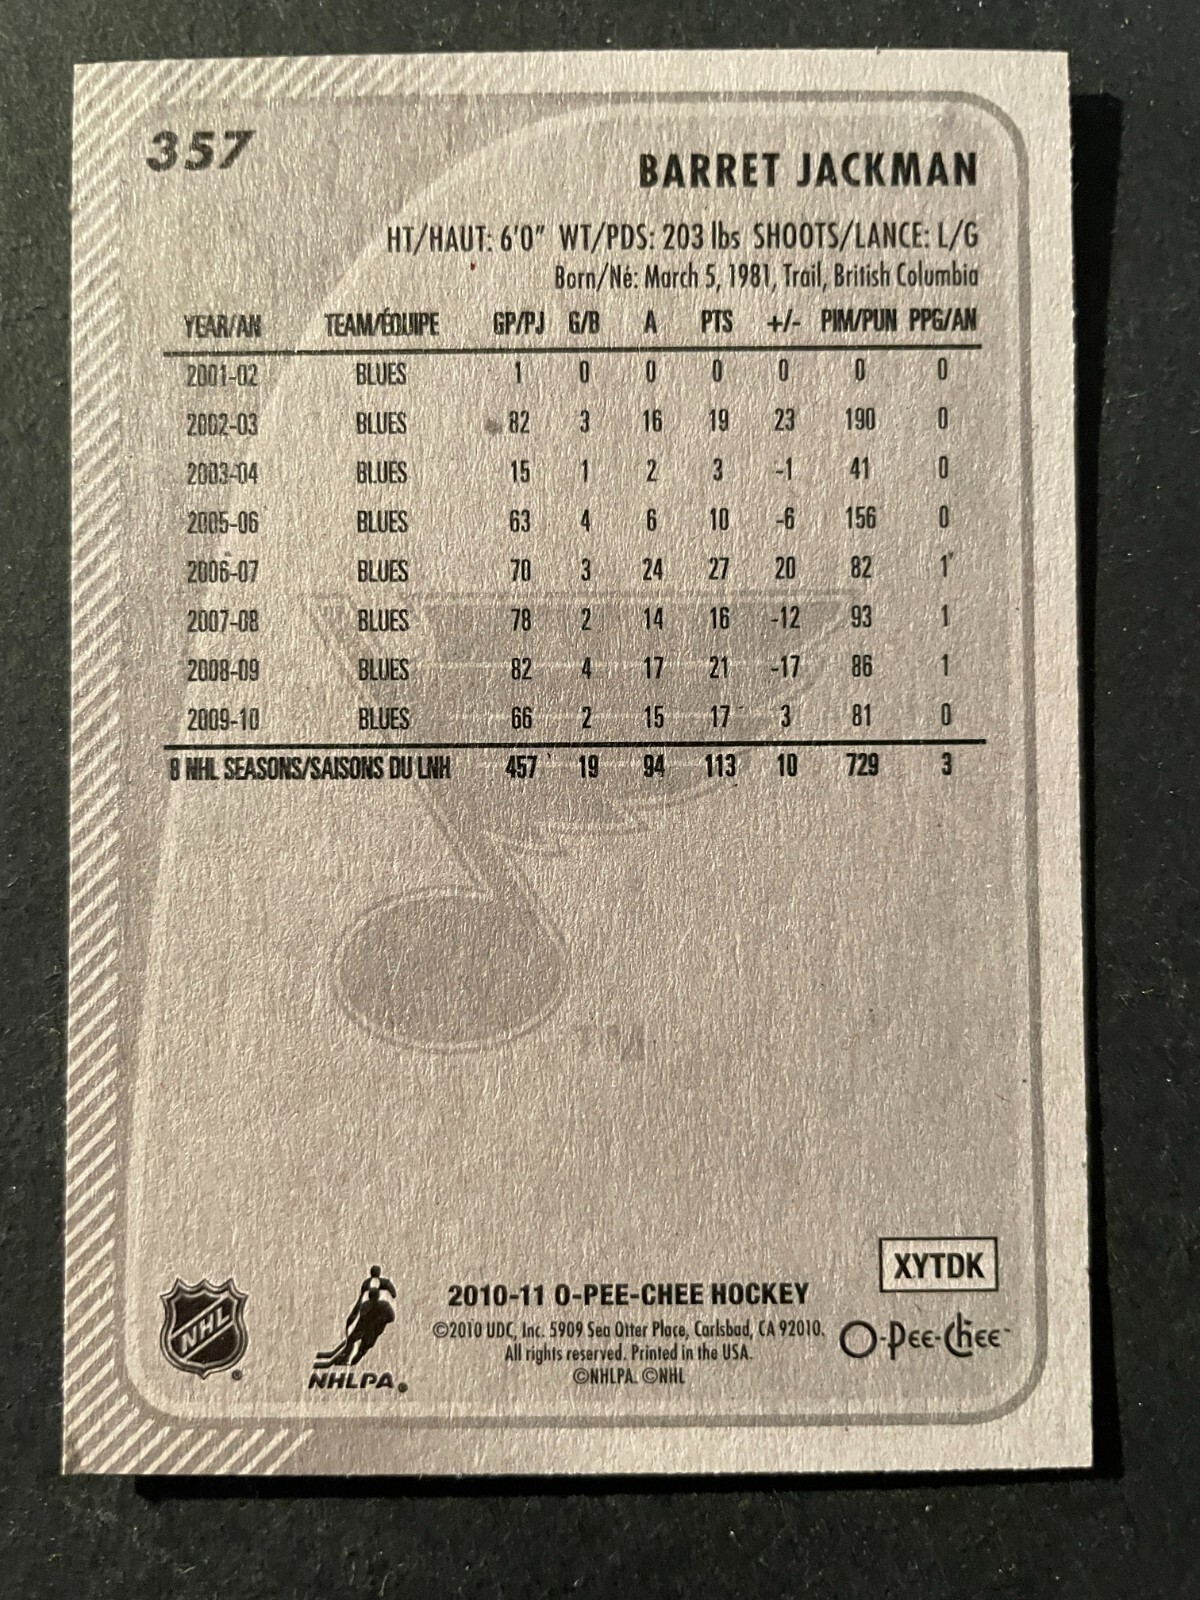 357
BARRET JACKMAN
HT/HAUT: 6'0" WT/PDS: 203 lbs SHOOTS/LANCE: L/G
Born/Né: March 5, 1981, Trail, British Columbia
YEAR/AN TEAM/ÉQUIPE GP/PJ G/B A PTS +/- PIM/PUN PPG/AN
2001-02 BLUES 1 0 0 0 0 0 0
2002-03 BLUES 82 3 16 19 23 190 0
2003-04 BLUES 15 1 2 3 -1 41 0
2005-06 BLUES 63 4 6 10 -6 156 0
2006-07 BLUES 70 3 24 27 20 82 1
2007-08 BLUES 78 2 14 16 -12 93 1
2008-09 BLUES 82 4 17 21 -17 86 1
2009-10 BLUES 66 2 15 17 3 81 0
8 NHL SEASONS/SAISONS DU LNH 457 19 94 113 10 729 3
XYTDK
NHL
NHLPA
2010-11 O-PEE-CHEE HOCKEY
©2010 UDC, Inc. 5909 Sea Otter Place, Carlsbad, CA 92010.
All rights reserved. Printed in the USA.
©NHLPA ©NHL
O-Pee-Chee